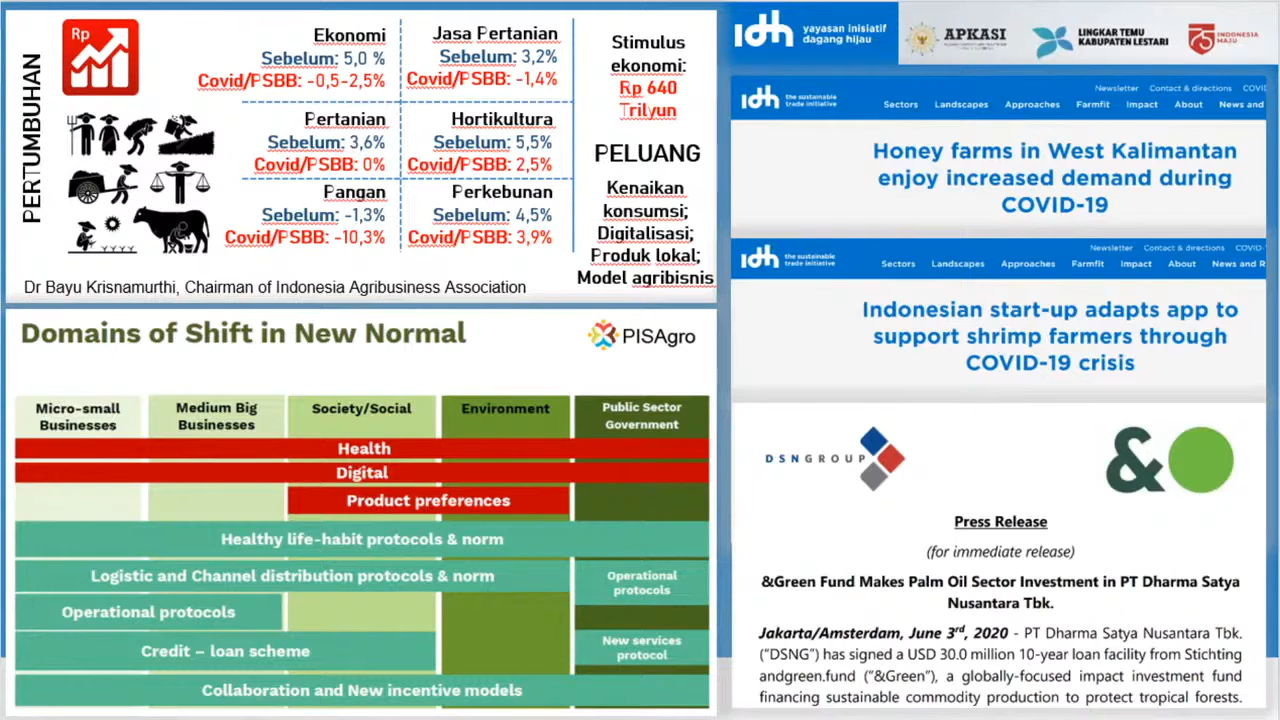 PERTUMBUHAN
Rp
Ekonomi
Sebelum: 5,0 %
Covid/PSBB: -0,5-2,5%
Jasa Pertanian
Sebelum: 3,2%
Covid/PSBB: -1,4%
Pertanian
Sebelum: 3,6%
Covid/PSBB: 0%
Hortikultura
Sebelum: 5,5%
Covid/PSBB: 2,5%
Pangan
Sebelum: -1,3%
Covid/PSBB: -10,3%
Perkebunan
Sebelum: 4,5%
Covid/PSBB: 3,9%
Stimulus
ekonomi:
Rp 640
Trilyun
PELUANG
Kenaikan
konsumsi;
Digitalisasi;
Produk lokal;
Model agribisnis
Dr Bayu Krisnamurthi, Chairman of Indonesia Agribusiness Association
Domains of Shift in New Normal
PISAgro
Micro-small
Businesses
Medium Big
Businesses
Society/Social
Environment
Public Sector
Government
Health
Digital
Product preferences
Healthy life-habit protocols & norm
Logistic and Channel distribution protocols & norm
Operational
protocols
Operational protocols
Credit – loan scheme
New services
protocol
Collaboration and New incentive models
idh yayasan inisiatif
dagang hijau
APKASI
LINGKAR TEMU
KABUPATEN LESTARI
75 INDONESIA
MAJU
Newsletter Contact & directions COVID
idh the sustainable
trade initiative
Sectors Landscapes Approaches Farmfit Impact About News and
Honey farms in West Kalimantan
enjoy increased demand during
COVID-19
Newsletter Contact & directions COVID-
idh the sustainable
trade initiative
Sectors Landscapes Approaches Farmfit Impact About News and R
Indonesian start-up adapts app to
support shrimp farmers through
COVID-19 crisis
DSNGROUP
&
Press Release
(for immediate release)
&Green Fund Makes Palm Oil Sector Investment in PT Dharma Satya
Nusantara Tbk.
Jakarta/Amsterdam, June 3rd, 2020 - PT Dharma Satya Nusantara Tbk.
("DSNG") has signed a USD 30.0 million 10-year loan facility from Stichting
andgreen.fund ("&Green"), a globally-focused impact investment fund
financing sustainable commodity production to protect tropical forests.